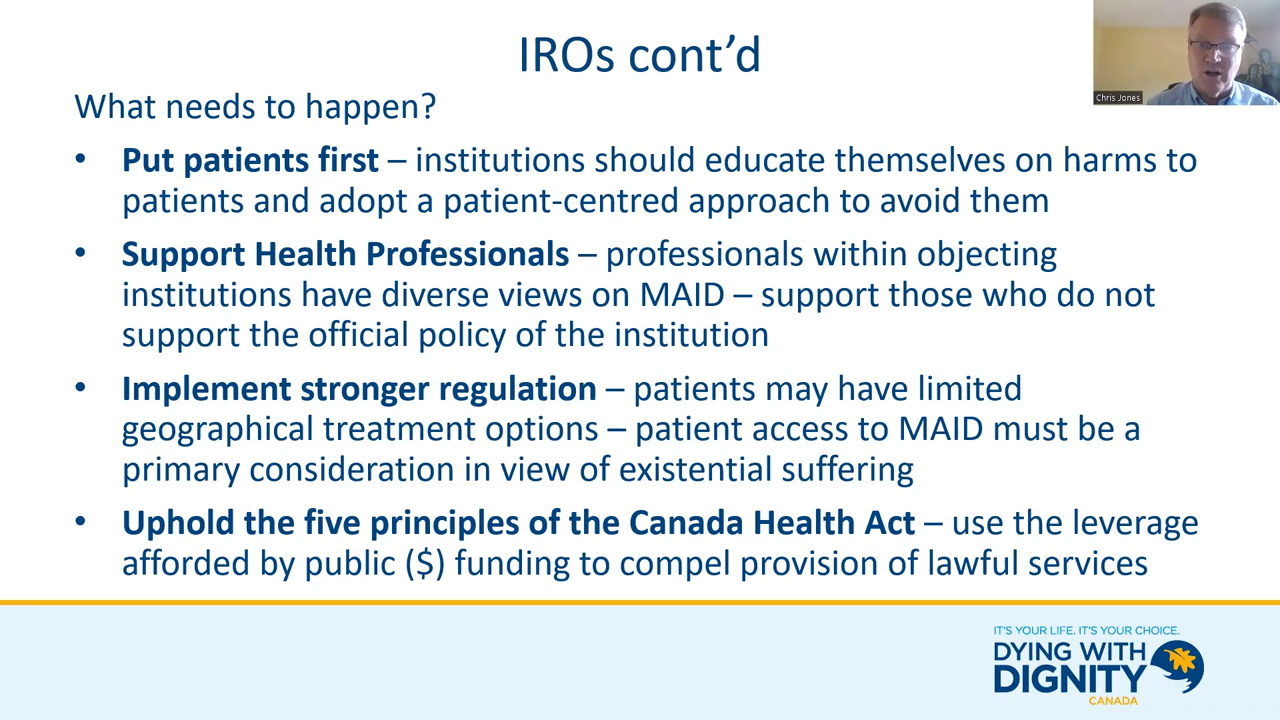 IROs cont’d
Chris Jones
What needs to happen?
• Put patients first – institutions should educate themselves on harms to
patients and adopt a patient-centred approach to avoid them
• Support Health Professionals – professionals within objecting
institutions have diverse views on MAID – support those who do not
support the official policy of the institution
• Implement stronger regulation – patients may have limited
geographical treatment options – patient access to MAID must be a
primary consideration in view of existential suffering
• Uphold the five principles of the Canada Health Act – use the leverage
afforded by public ($) funding to compel provision of lawful services
IT'S YOUR LIFE. IT'S YOUR CHOICE.
DYING WITH
DIGNITY
CANADA